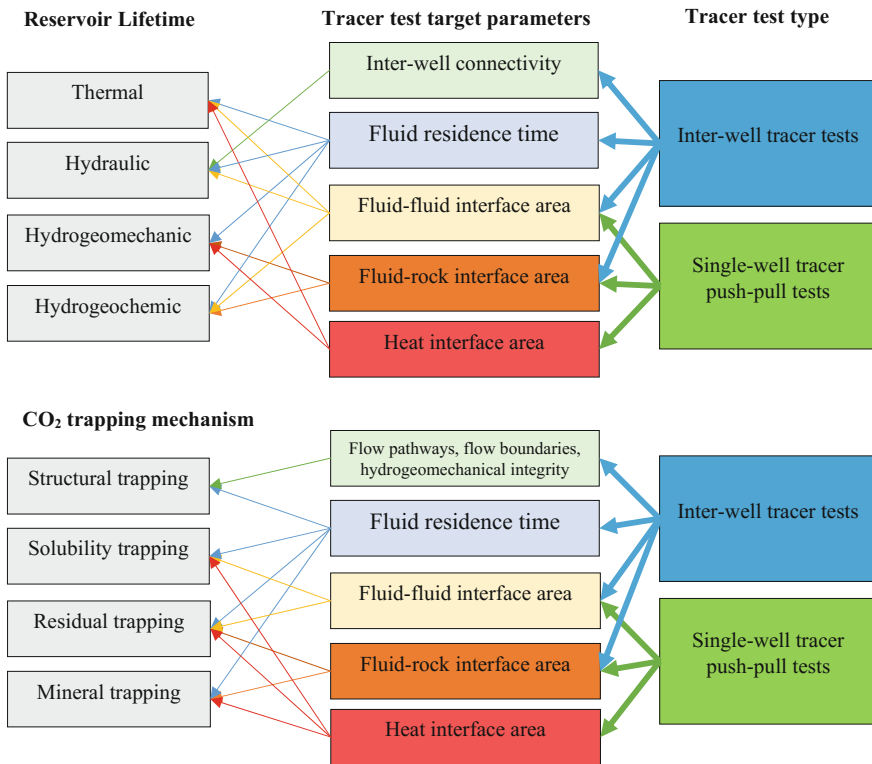 Reservoir Lifetime
Tracer test target parameters
Tracer test type
Thermal
Hydraulic
Hydrogeomechanic
Hydrogeochemic
Inter-well connectivity
Fluid residence time
Fluid-fluid interface area
Fluid-rock interface area
Heat interface area
Inter-well tracer tests
Single-well tracer
push-pull tests
CO₂ trapping mechanism
Structural trapping
Solubility trapping
Residual trapping
Mineral trapping
Flow pathways, flow boundaries,
hydrogeomechanical integrity
Fluid residence time
Fluid-fluid interface area
Fluid-rock interface area
Heat interface area
Inter-well tracer tests
Single-well tracer
push-pull tests